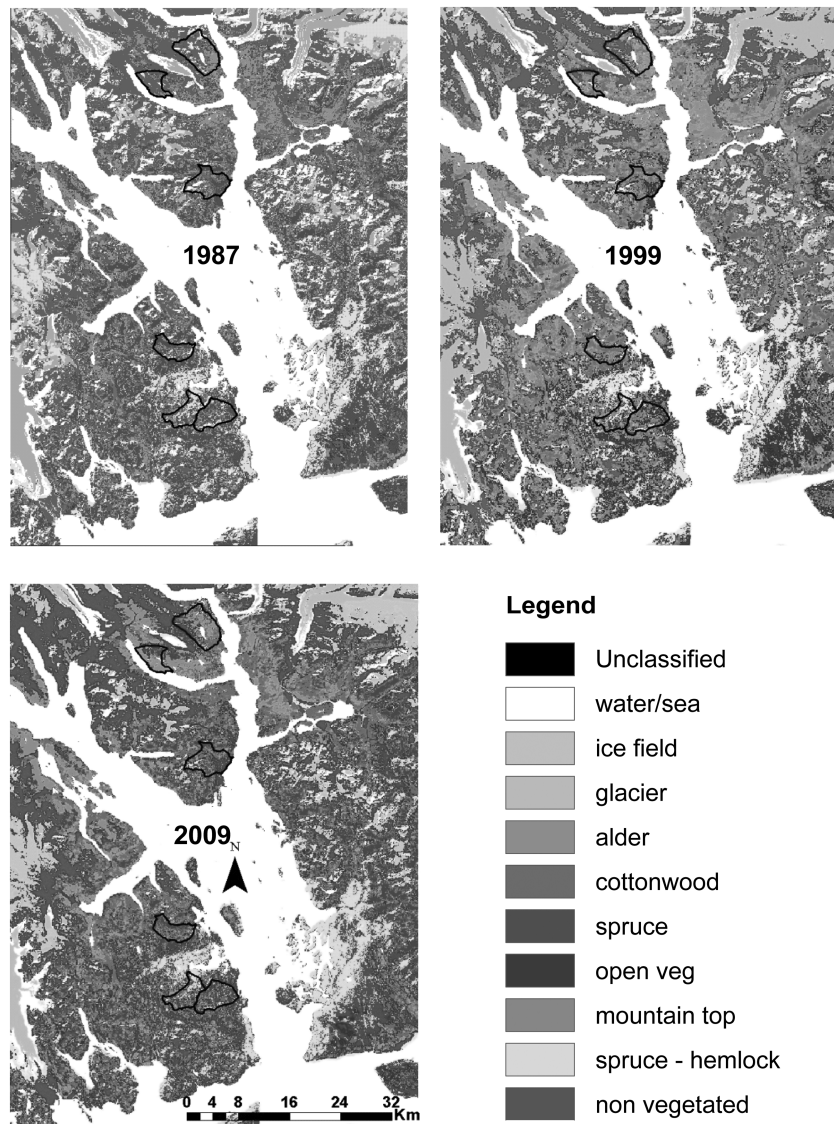 1987
1999
2009
N
0 4 8 16 24 32
Km
Legend
Unclassified
water/sea
ice field
glacier
alder
cottonwood
spruce
open veg
mountain top
spruce - hemlock
non vegetated